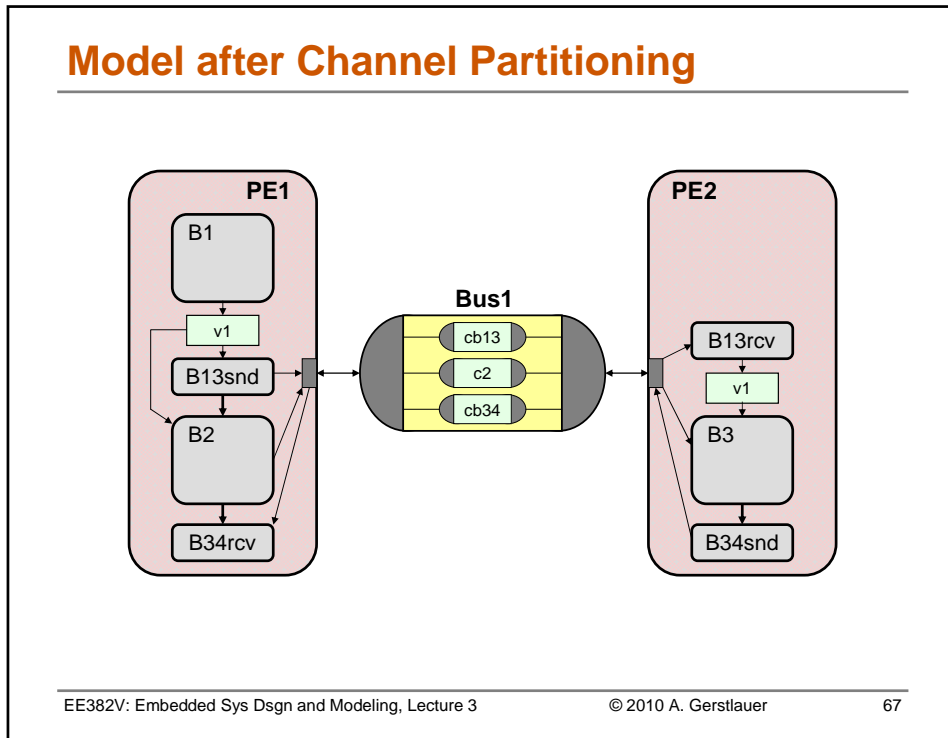 Model after Channel Partitioning
PE1
B1
v1
B13snd
B2
B34rcv
Bus1
cb13
c2
cb34
PE2
B13rcv
v1
B3
B34snd
EE382V: Embedded Sys Dsgn and Modeling, Lecture 3 © 2010 A. Gerstlauer 67